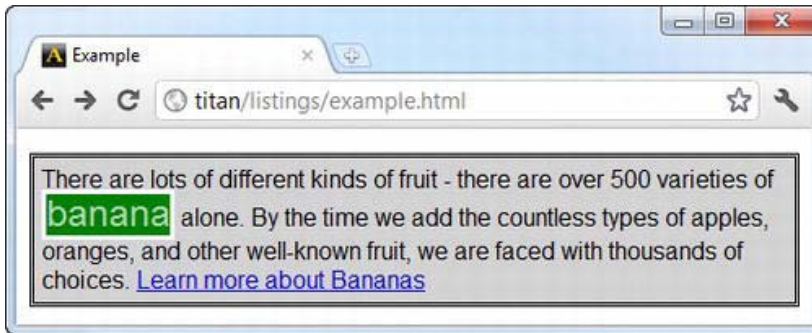 Example
titan/listings/example.html
There are lots of different kinds of fruit - there are over 500 varieties of
banana alone. By the time we add the countless types of apples,
oranges, and other well-known fruit, we are faced with thousands of
choices. Learn more about Bananas